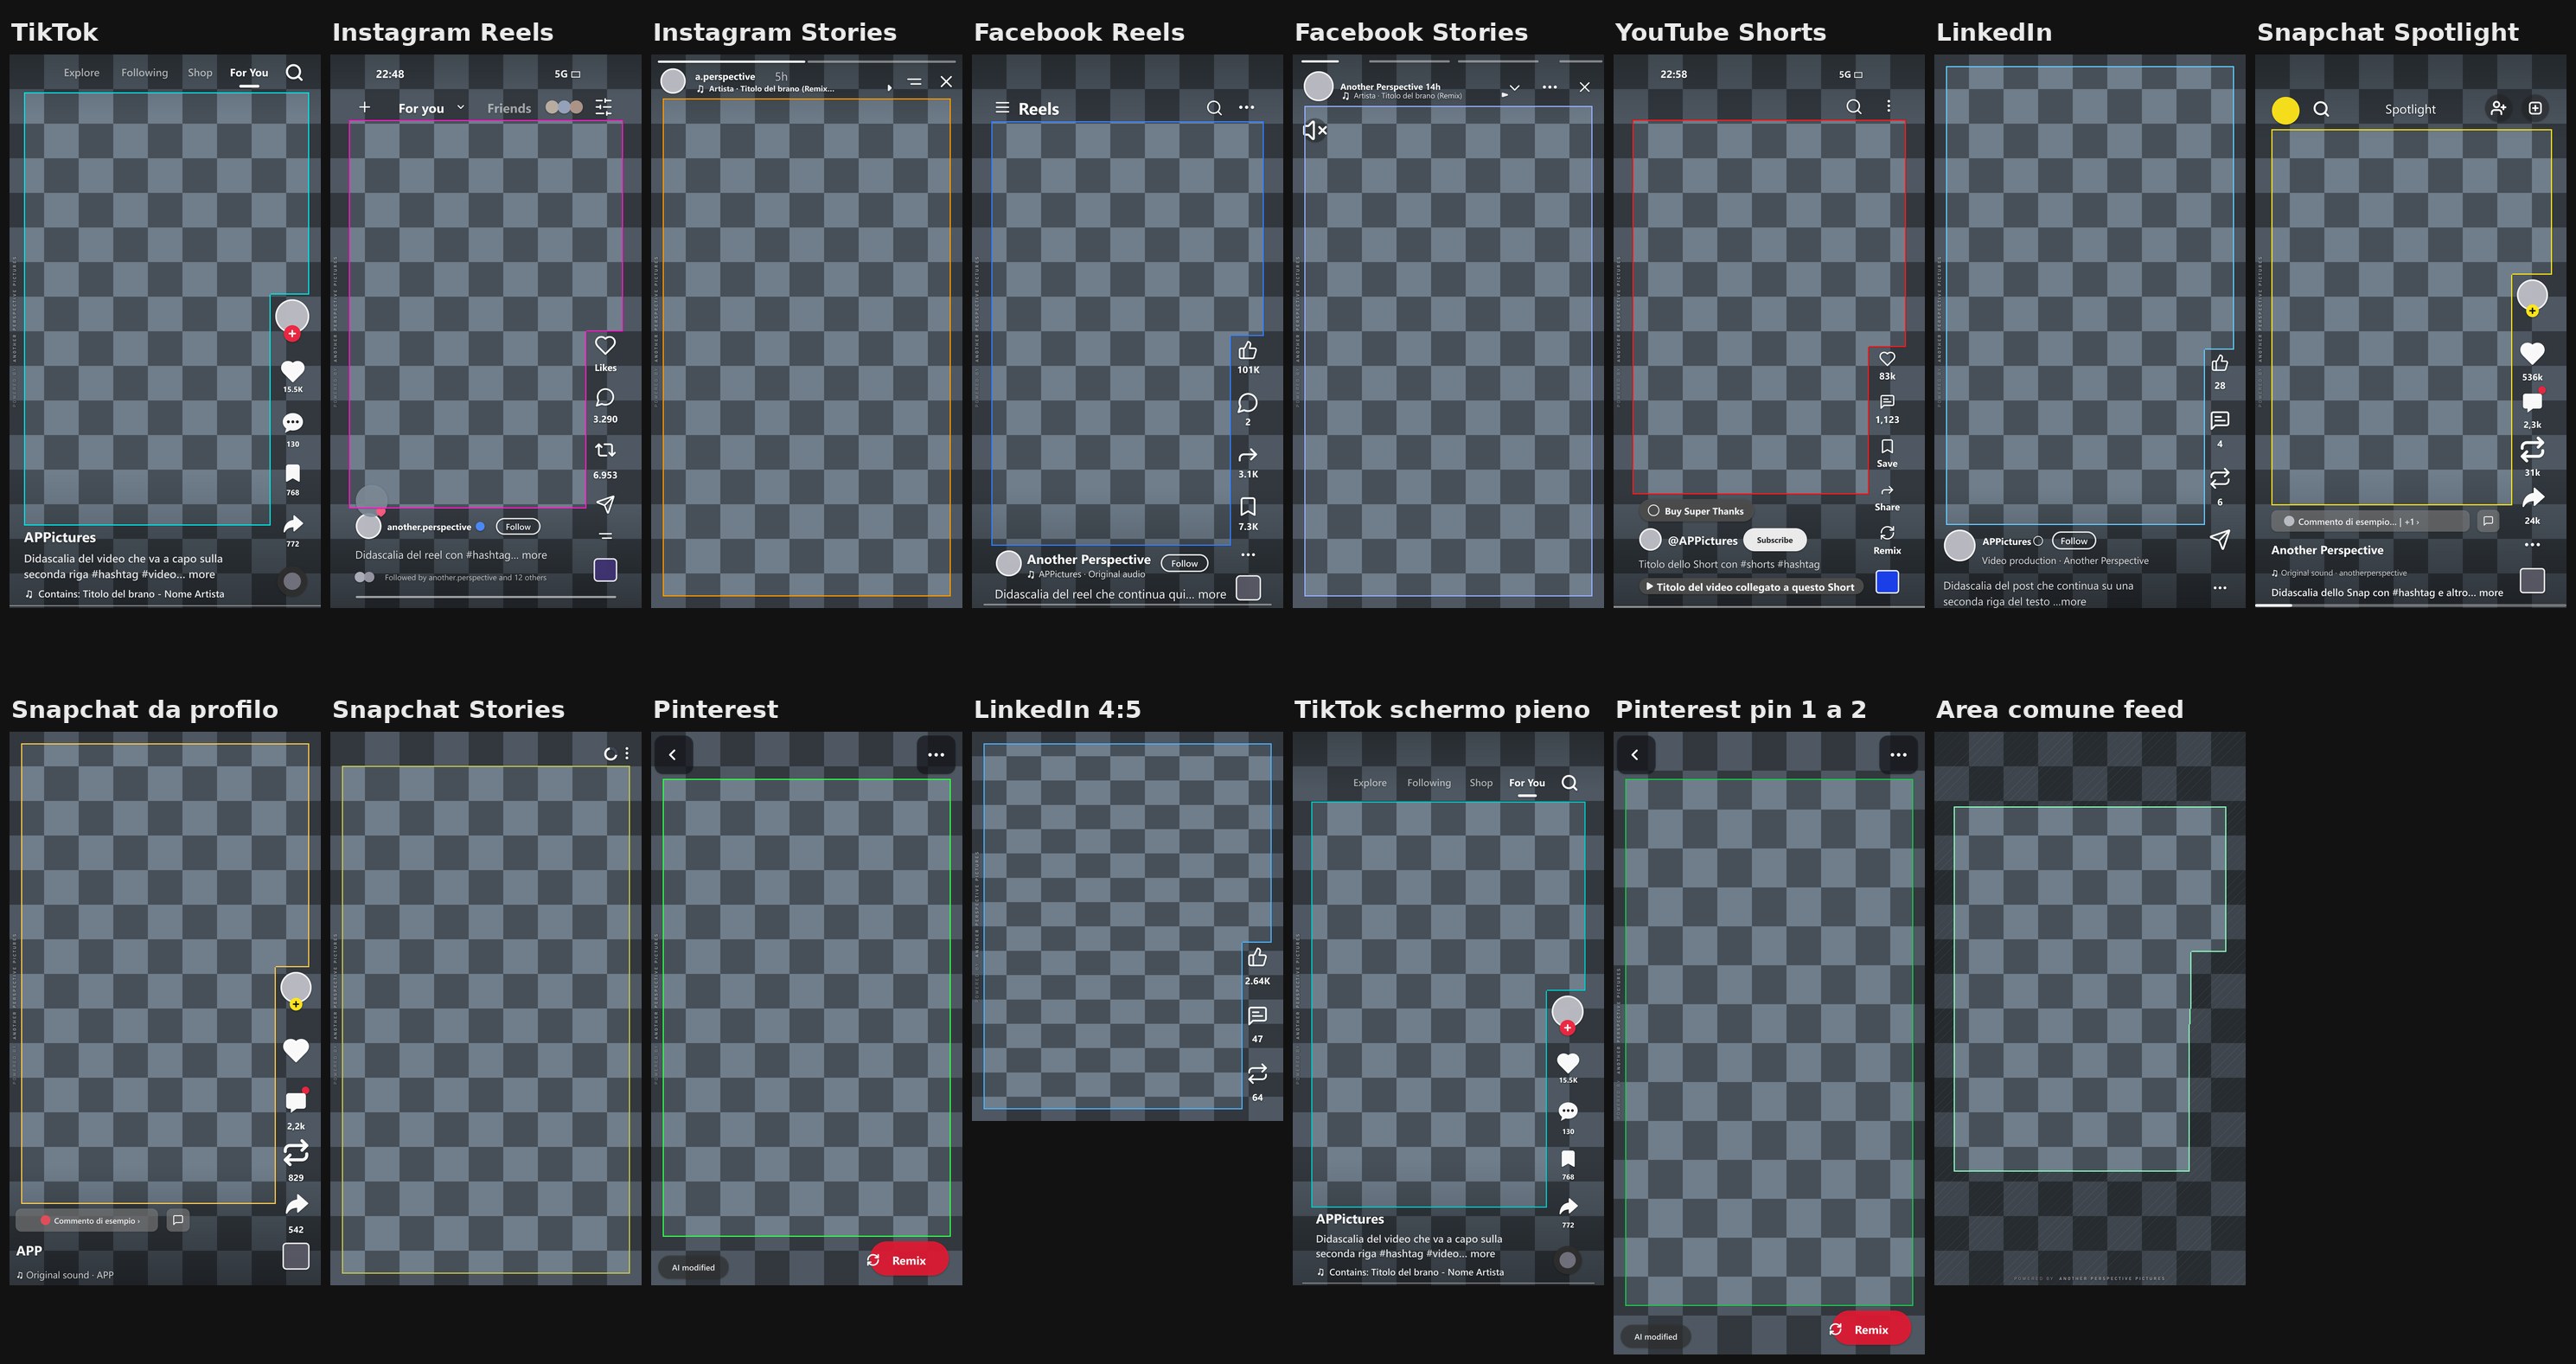 TikTok
Explore Following Shop For You
15.5K
130
768
772
APPictures
Didascalia del video che va a capo sulla
seconda riga #hashtag #video... more
Contains: Titolo del brano - Nome Artista
Instagram Reels
22:48 5G
For you Friends
Likes
3.290
6.953
another.perspective Follow
Didascalia del reel con #hashtag... more
Followed by another.perspective and 12 others
Instagram Stories
a.perspective 5h
Artista · Titolo del brano (Remix...
Facebook Reels
Reels
101K
2
3.1K
7.3K
Another Perspective Follow
APPictures · Original audio
Didascalia del reel che continua qui... more
Facebook Stories
Another Perspective 14h
Artista · Titolo del brano (Remix)
YouTube Shorts
22:58 5G
83k
1,123
Save
Share
Remix
Buy Super Thanks
@APPictures Subscribe
Titolo dello Short con #shorts #hashtag
Titolo del video collegato a questo Short
LinkedIn
28
4
6
APPictures Follow
Video production · Another Perspective
Didascalia del post che continua su una
seconda riga del testo ...more
Snapchat Spotlight
Spotlight
536k
2,3k
31k
24k
Commento di esempio... | +1 ›
Another Perspective
Original sound · anotherperspective
Didascalia dello Snap con #hashtag e altro... more
Snapchat da profilo
2,2k
829
542
Commento di esempio ›
APP
Original sound · APP
Snapchat Stories
Pinterest
AI modified
Remix
LinkedIn 4:5
2.64K
47
64
TikTok schermo pieno
Explore Following Shop For You
15.5K
130
768
772
APPictures
Didascalia del video che va a capo sulla
seconda riga #hashtag #video... more
Contains: Titolo del brano - Nome Artista
Pinterest pin 1 a 2
AI modified
Remix
Area comune feed
POWERED BY ANOTHER PERSPECTIVE PICTURES